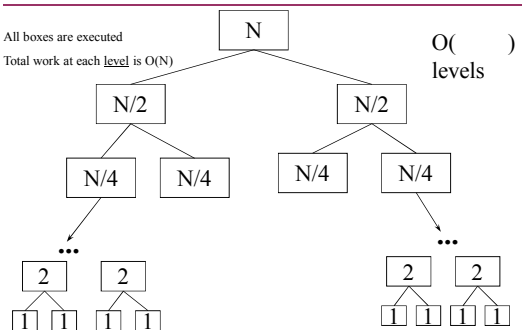 All boxes are executed
Total work at each level is O(N)
N
O( )
levels
N/2 N/2
N/4 N/4 N/4 N/4
... ...
2 2 2 2
1 1 1 1 1 1 1 1